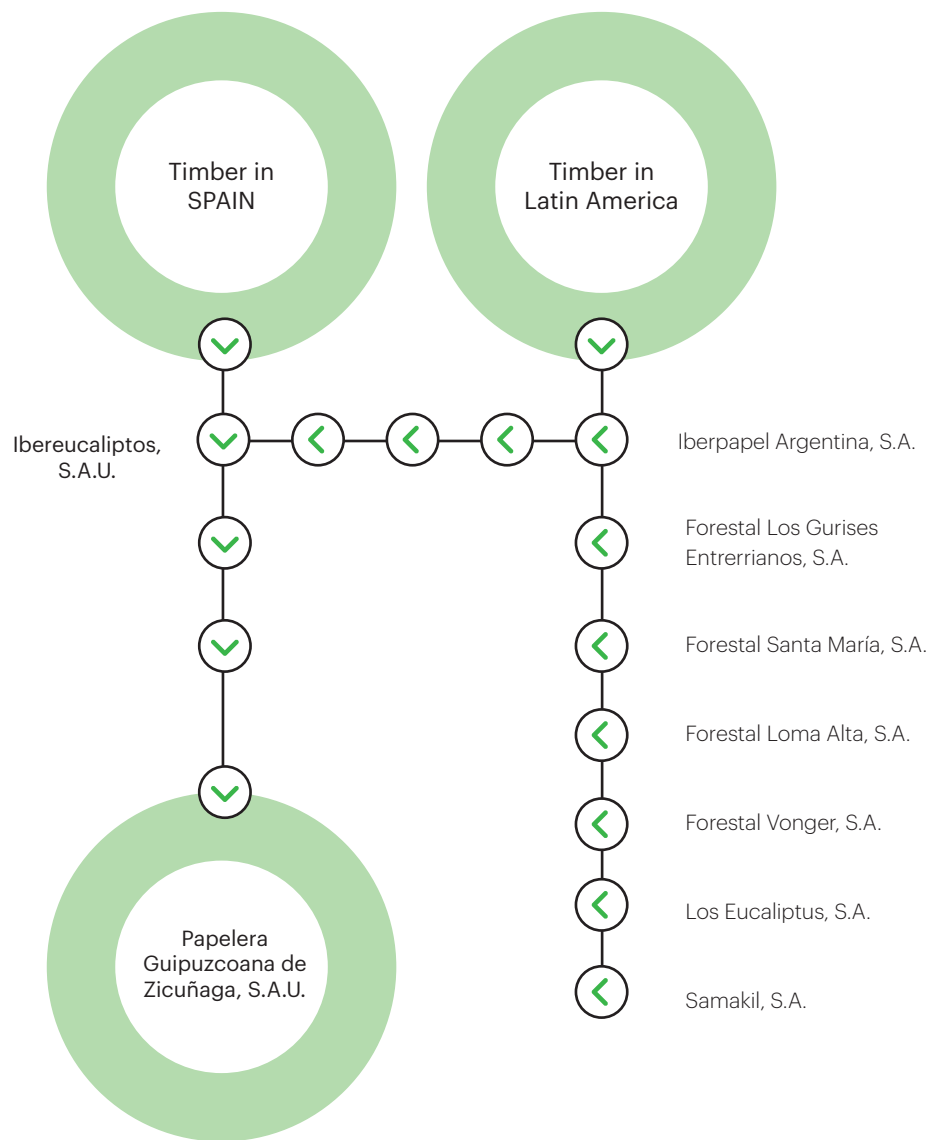 Timber in
SPAIN
Timber in
Latin America
Ibereucaliptos,
S.A.U.
Iberpapel Argentina, S.A.
Forestal Los Gurises
Entrerrianos, S.A.
Forestal Santa María, S.A.
Forestal Loma Alta, S.A.
Forestal Vonger, S.A.
Los Eucaliptus, S.A.
Samakil, S.A.
Papelera
Guipuzcoana de
Zicuñaga, S.A.U.